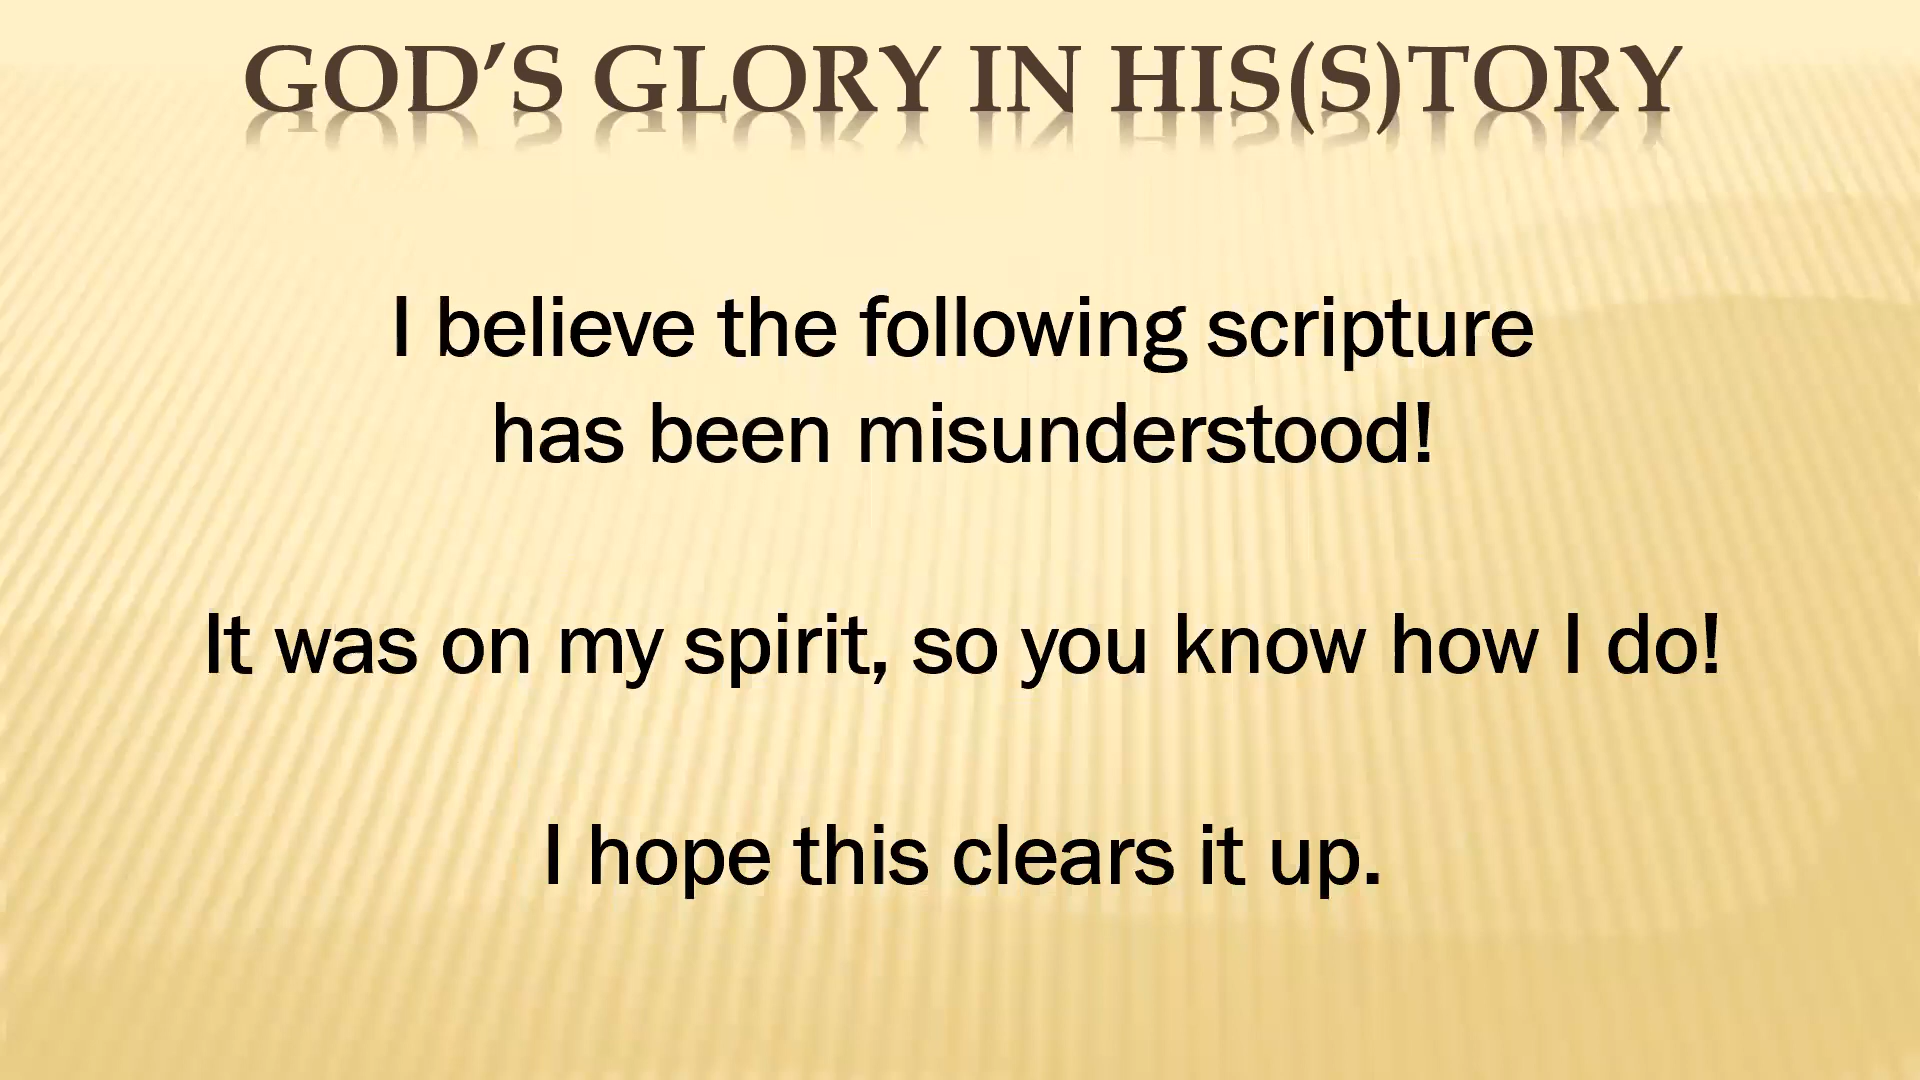 GOD’S GLORY IN HIS(S)TORY
I believe the following scripture
has been misunderstood!
It was on my spirit, so you know how I do!
I hope this clears it up.